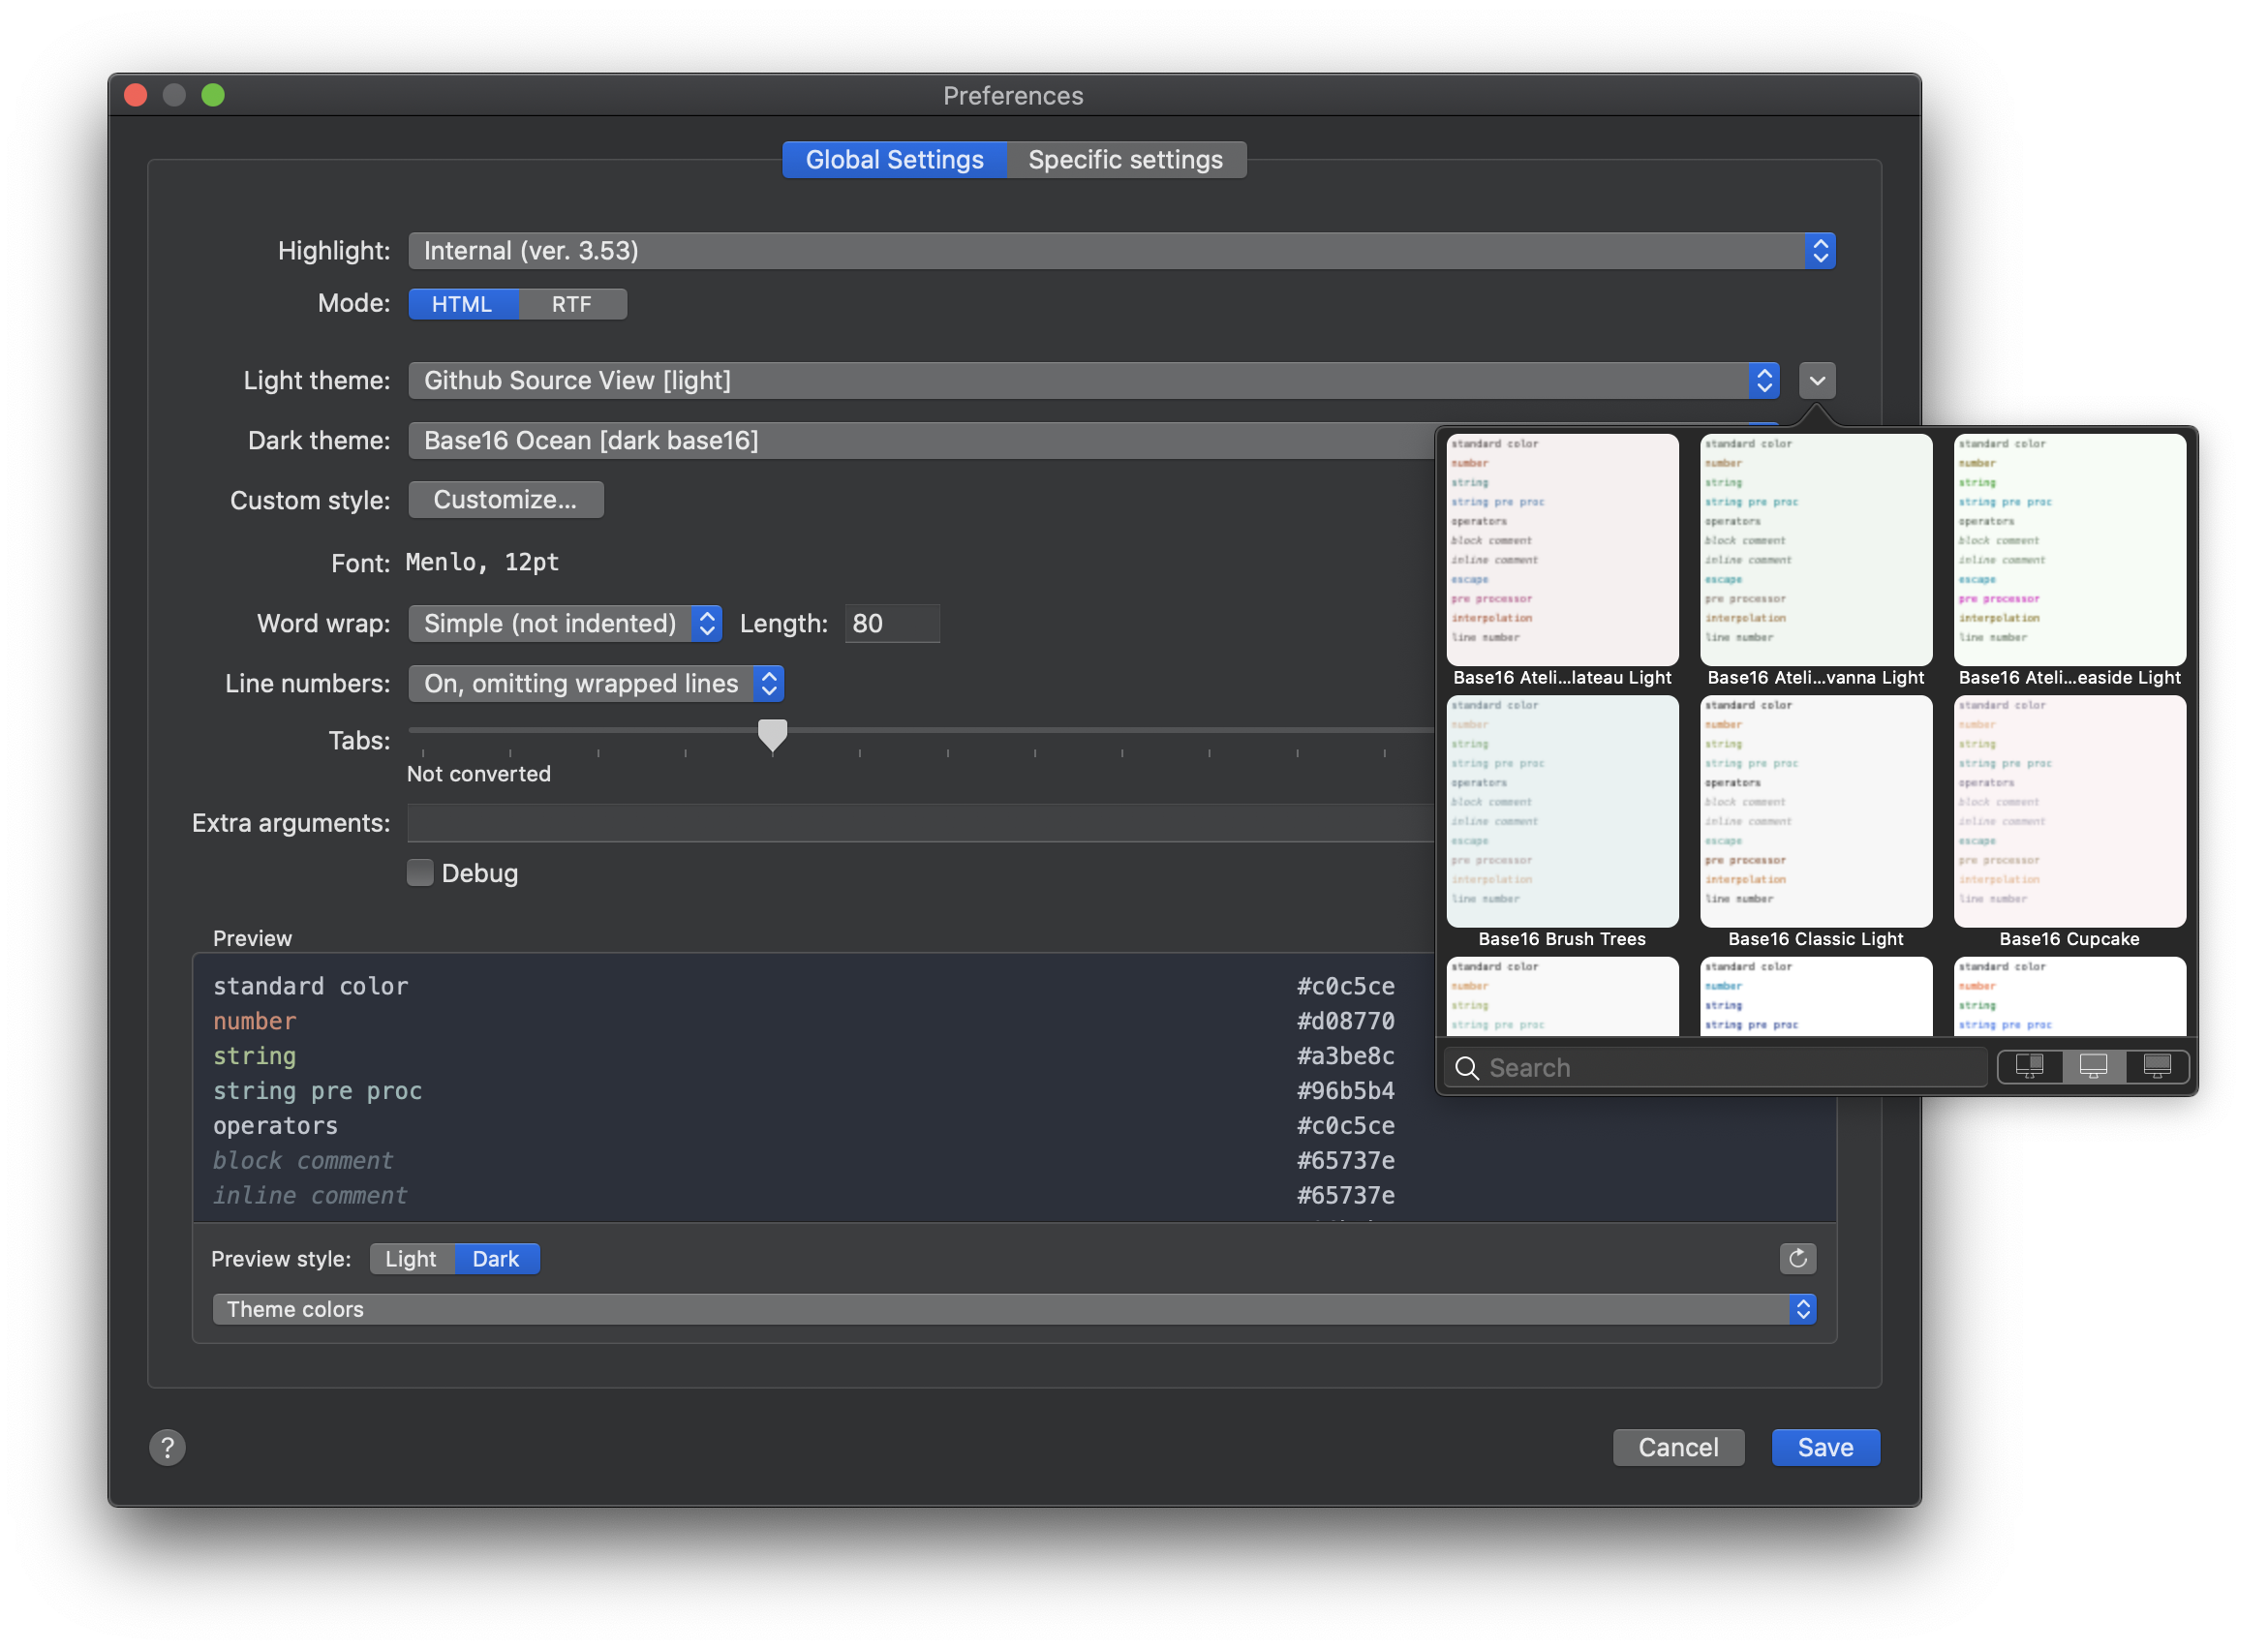 Preferences
Global Settings
Specific settings
Highlight:
Internal (ver. 3.53)
Mode:
HTML
RTF
Light theme:
Github Source View [light]
Dark theme:
Base16 Ocean [dark base16]
Custom style:
Customize...
Font:
Menlo, 12pt
Word wrap:
Simple (not indented)
Length:
80
Line numbers:
On, omitting wrapped lines
Tabs:
Not converted
Extra arguments:
Debug
Preview
standard color #c0c5ce
number #d08770
string #a3be8c
string pre proc #96b5b4
operators #c0c5ce
block comment #65737e
inline comment #65737e
Preview style:
Light
Dark
Theme colors
?
Cancel
Save
standard color
number
string
string pre proc
operators
block comment
inline comment
escape
pre processor
interpolation
line number
Base16 Ateli...lateau Light
standard color
number
string
string pre proc
operators
block comment
inline comment
escape
pre processor
interpolation
line number
Base16 Ateli...vanna Light
standard color
number
string
string pre proc
operators
block comment
inline comment
escape
pre processor
interpolation
line number
Base16 Ateli...easide Light
standard color
number
string
string pre proc
operators
block comment
inline comment
escape
pre processor
interpolation
line number
Base16 Brush Trees
standard color
number
string
string pre proc
operators
block comment
inline comment
escape
pre processor
interpolation
line number
Base16 Classic Light
standard color
number
string
string pre proc
operators
block comment
inline comment
escape
pre processor
interpolation
line number
Base16 Cupcake
standard color
number
string
string pre proc
standard color
number
string
string pre proc
standard color
number
string
string pre proc
Search